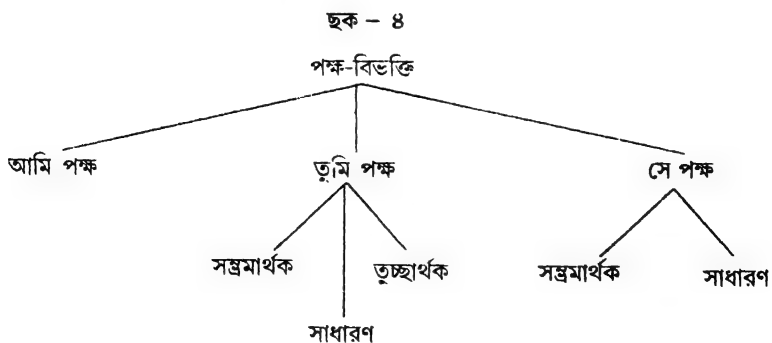 ছক – ৪
পক্ষ-বিভক্তি
আমি পক্ষ তুমি পক্ষ সে পক্ষ
সম্ভ্রমার্থক তুচ্ছার্থক সম্ভ্রমার্থক সাধারণ
সাধারণ